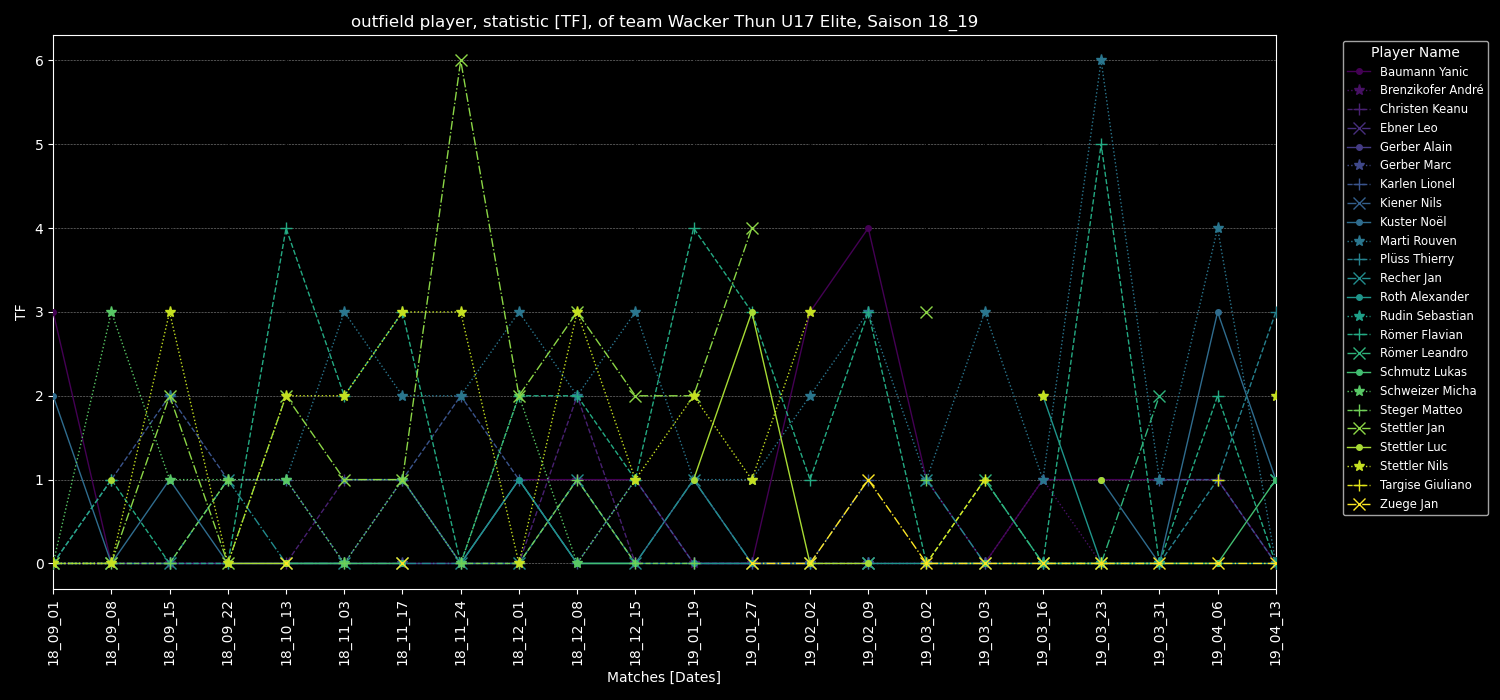 outfield player, statistic [TF], of team Wacker Thun U17 Elite, Saison 18_19
TF
6
5
4
3
2
1
0
18_09_01
18_09_08
18_09_15
18_09_22
18_10_13
18_11_03
18_11_17
18_11_24
18_12_01
18_12_08
18_12_15
19_01_19
19_01_27
19_02_02
19_02_09
19_03_02
19_03_03
19_03_16
19_03_23
19_03_31
19_04_06
19_04_13
Matches [Dates]
Player Name
Baumann Yanic
Brenzikofer André
Christen Keanu
Ebner Leo
Gerber Alain
Gerber Marc
Karlen Lionel
Kiener Nils
Kuster Noël
Marti Rouven
Plüss Thierry
Recher Jan
Roth Alexander
Rudin Sebastian
Römer Flavian
Römer Leandro
Schmutz Lukas
Schweizer Micha
Steger Matteo
Stettler Jan
Stettler Luc
Stettler Nils
Targise Giuliano
Zuege Jan